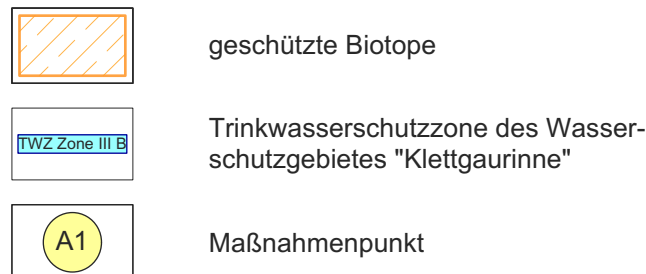 geschützte Biotope
TWZ Zone III B
Trinkwasserschutzzone des Wasser-
schutzgebietes "Klettgaurinne"
A1
Maßnahmenpunkt